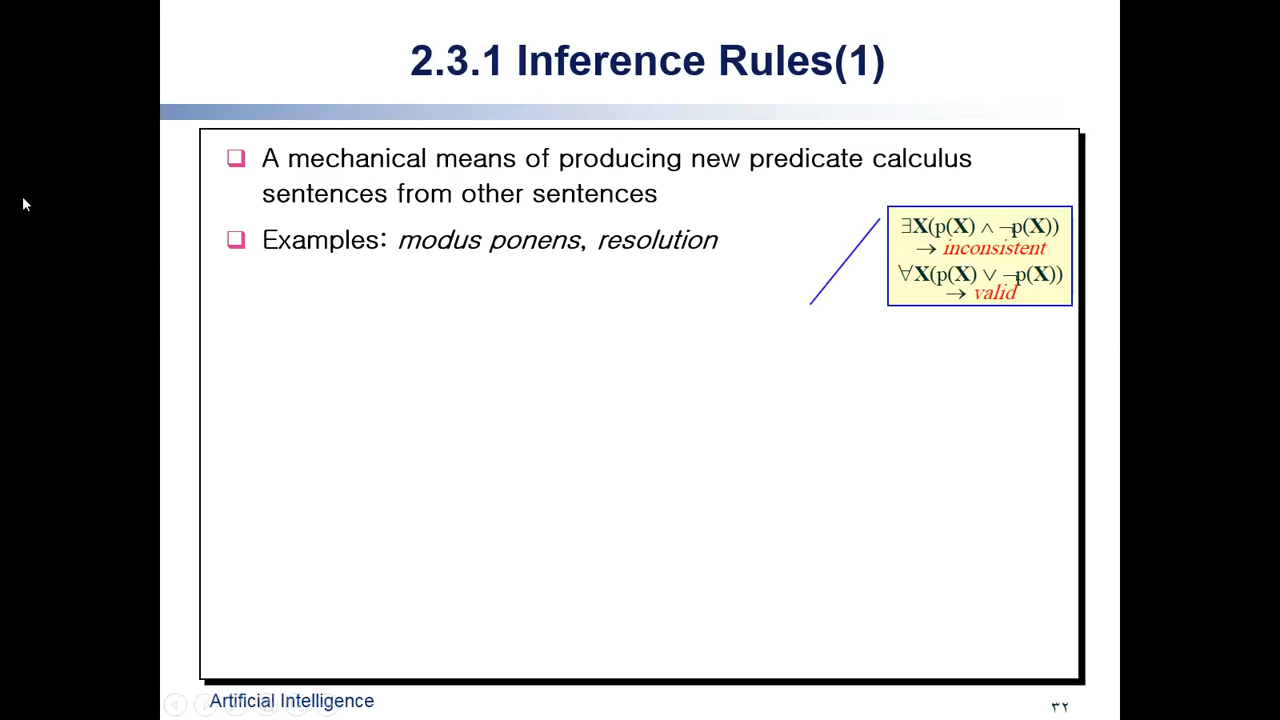 2.3.1 Inference Rules(1)
❑ A mechanical means of producing new predicate calculus
sentences from other sentences
❑ Examples: modus ponens, resolution
∃X(p(X) ∧ ¬p(X))
→ inconsistent
∀X(p(X) ∨ ¬p(X))
→ valid
Artificial Intelligence
٣٢